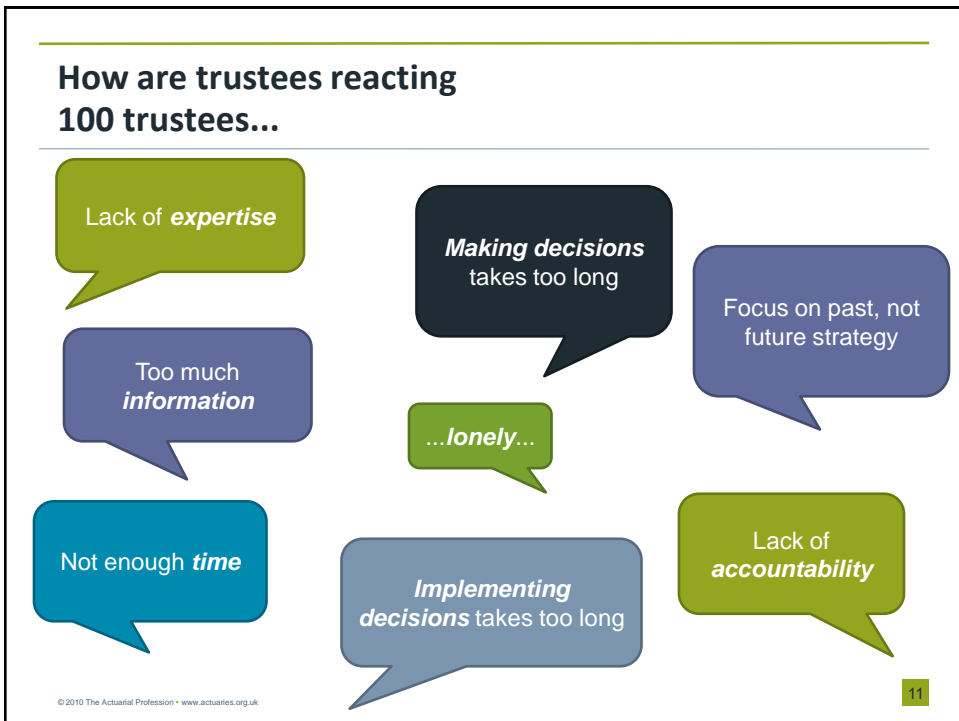 How are trustees reacting
100 trustees...
Lack of expertise
Making decisions
takes too long
Focus on past, not
future strategy
Too much
information
...lonely...
Not enough time
Implementing
decisions takes too long
Lack of
accountability
© 2010 The Actuarial Profession • www.actuaries.org.uk
11